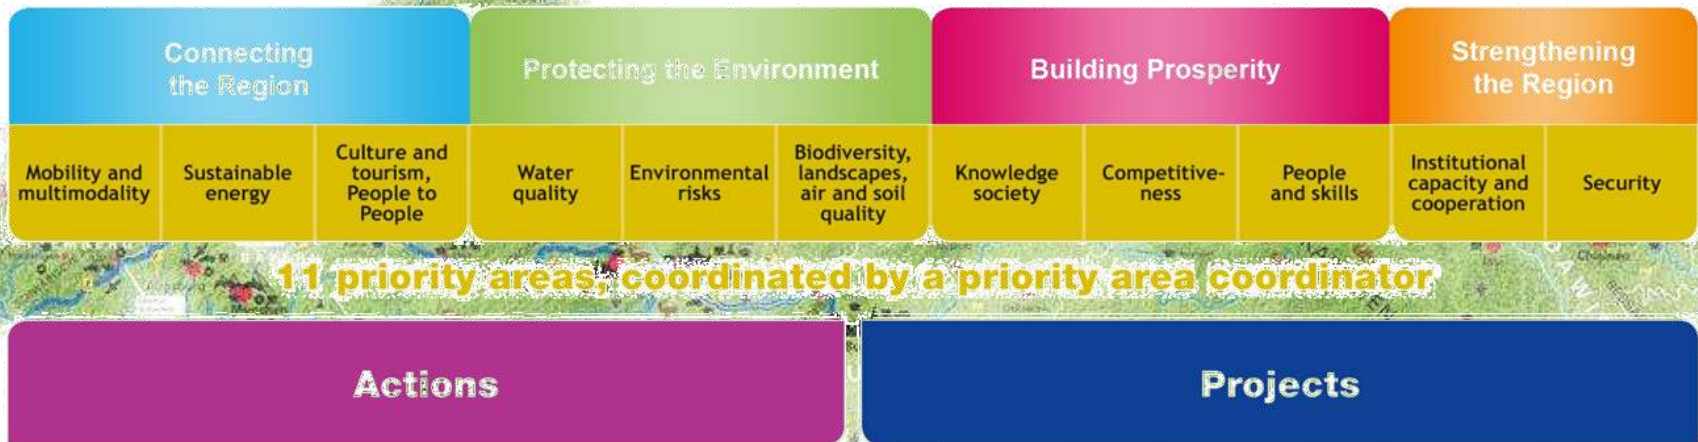 Connecting
the Region
Protecting the Environment
Building Prosperity
Strengthening
the Region
Mobility and
multimodality
Sustainable
energy
Culture and
tourism,
People to
People
Water
quality
Environmental
risks
Biodiversity,
landscapes,
air and soil
quality
Knowledge
society
Competitive-
ness
People
and skills
Institutional
capacity and
cooperation
Security
11 priority areas, coordinated by a priority area coordinator
Actions
Projects